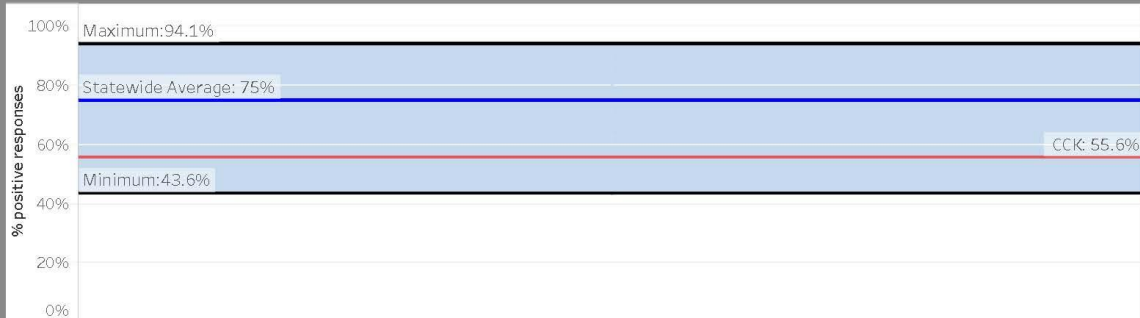 % positive responses
100%
Maximum:94.1%
80%
Statewide Average: 75%
60%
CCK: 55.6%
Minimum:43.6%
40%
20%
0%